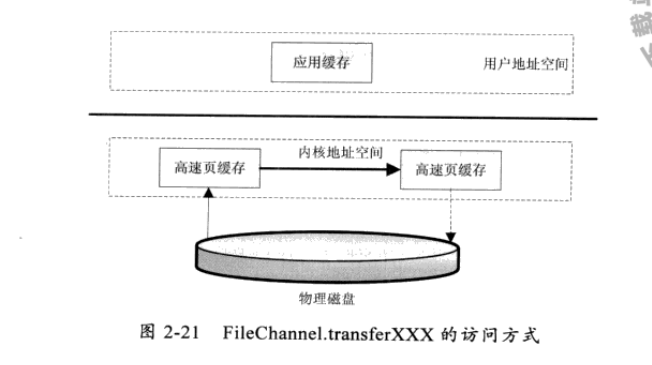 应用缓存
用户地址空间
内核地址空间
高速页缓存
高速页缓存
物理磁盘
图 2-21 FileChannel.transferXXX 的访问方式